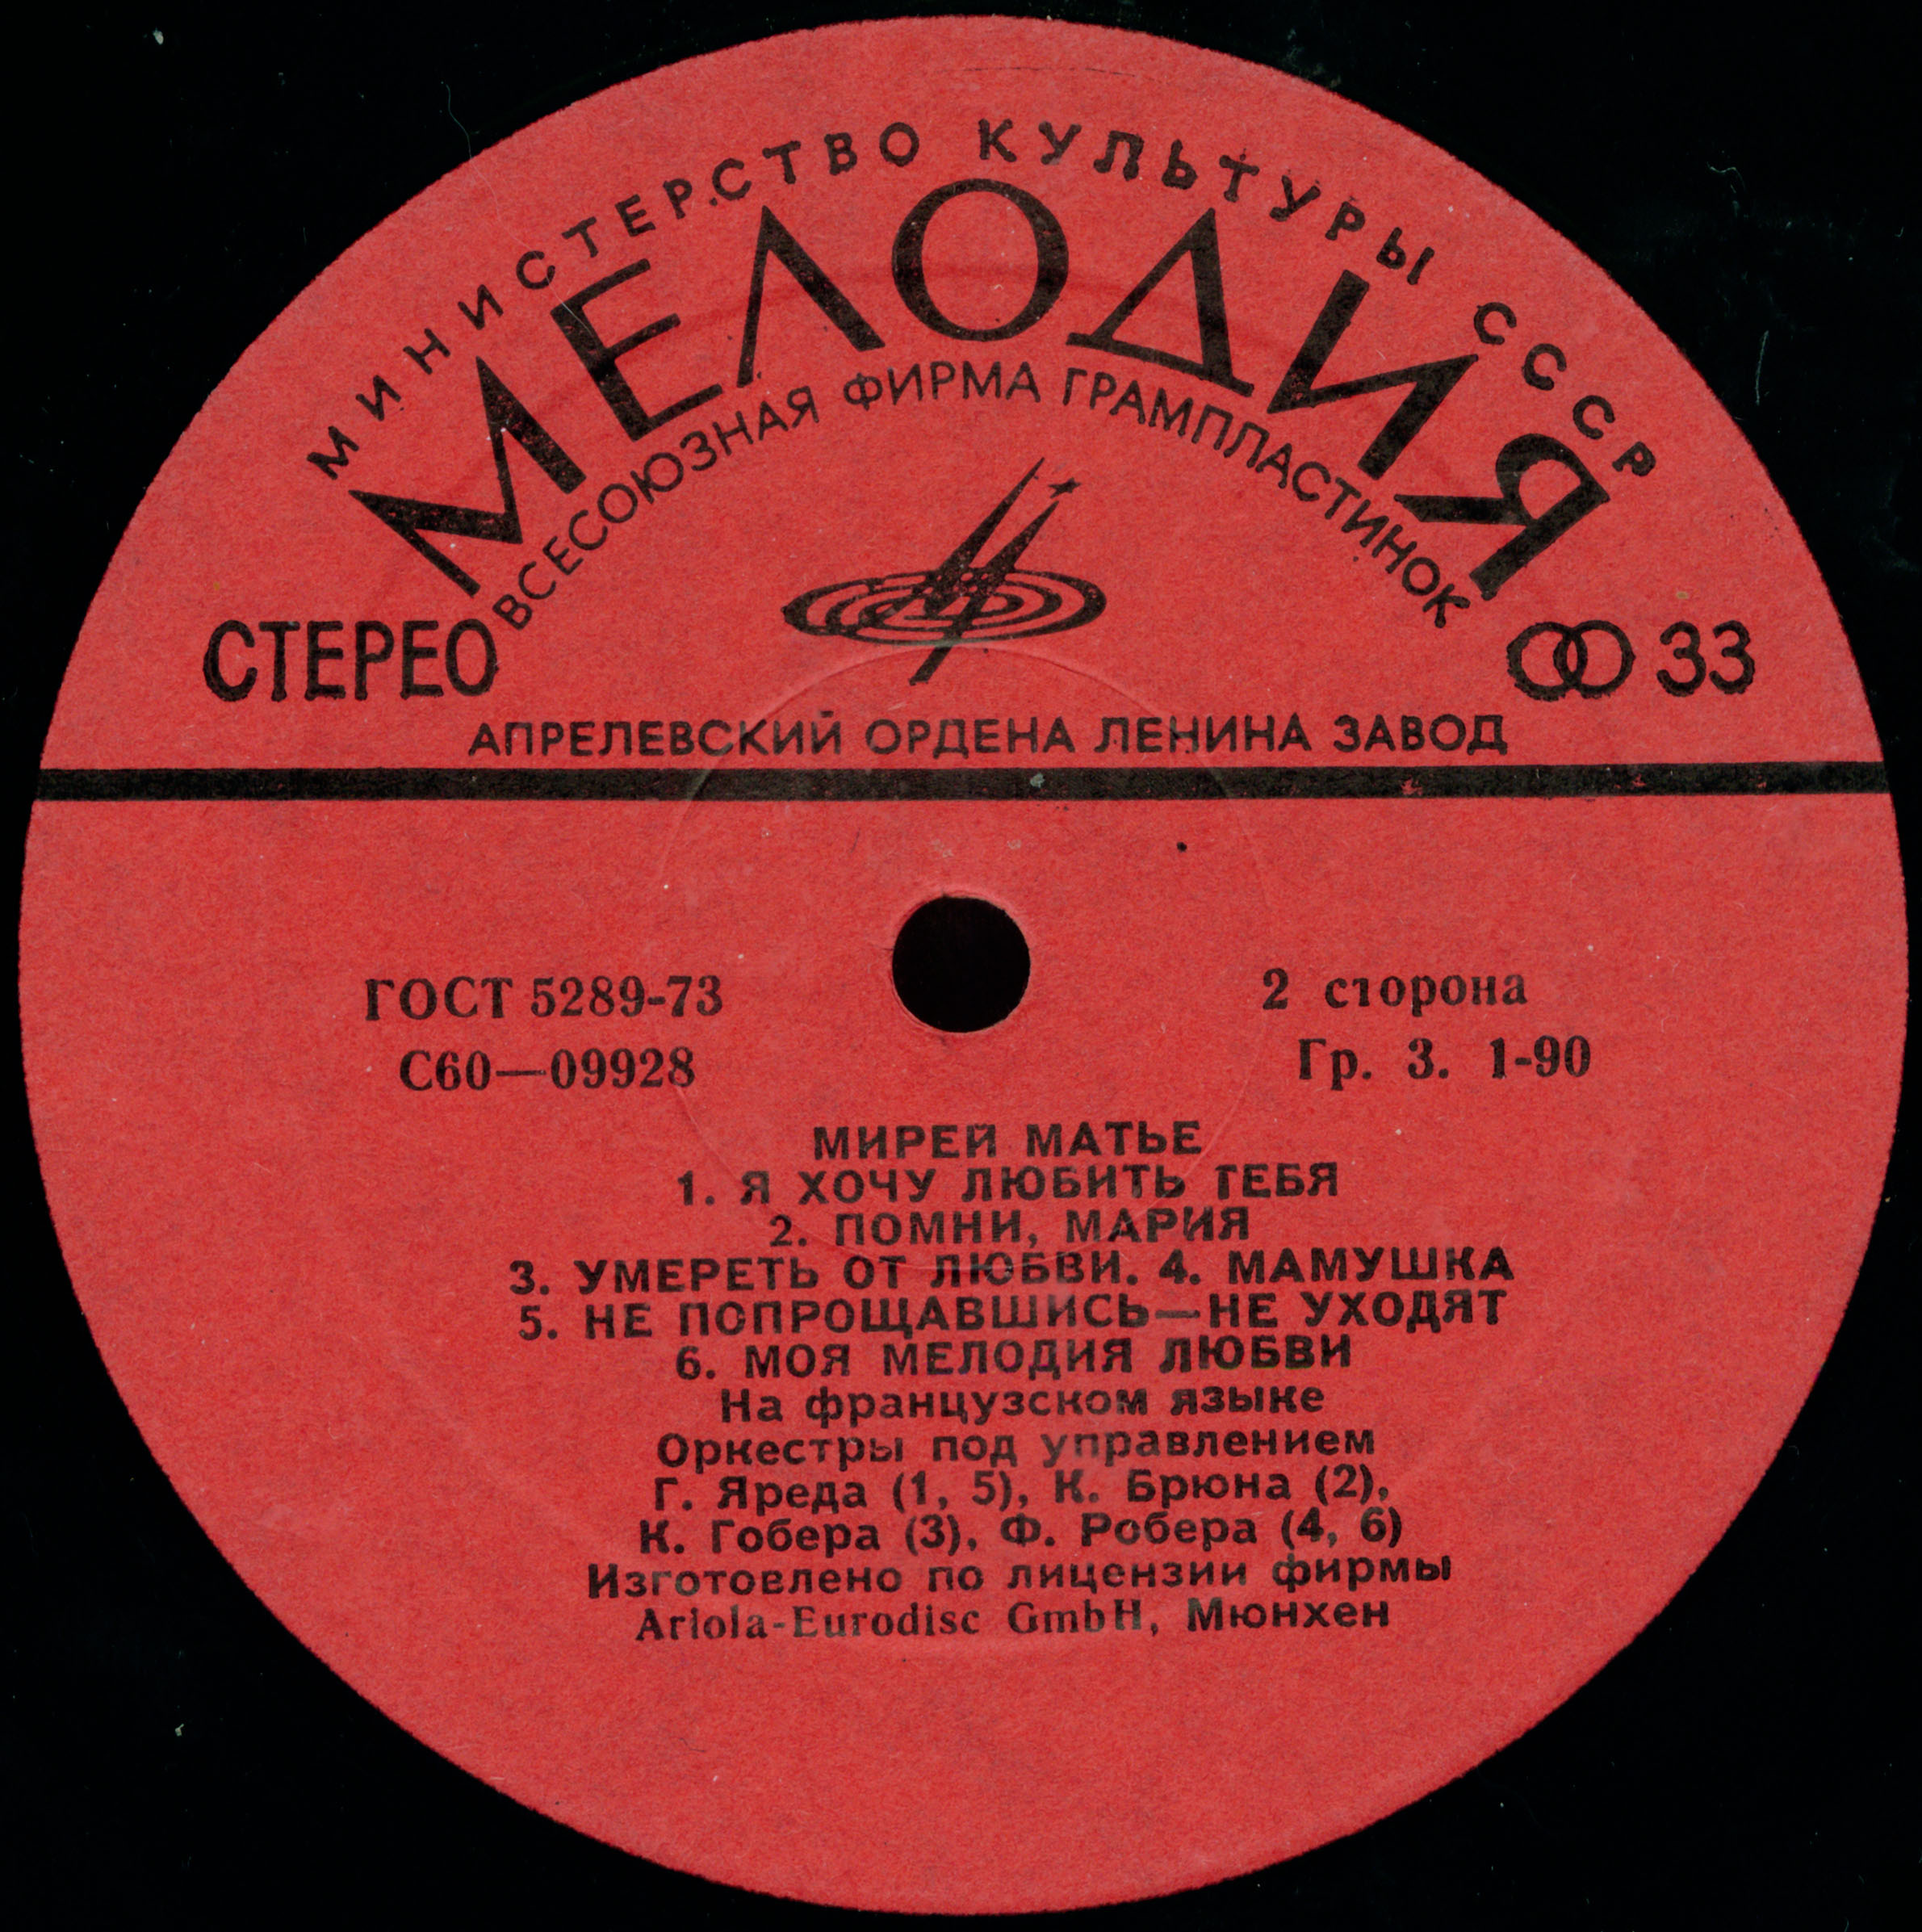 МИНИСТЕРСТВО КУЛЬТУРЫ СССР
МЕЛОДИЯ
ВСЕСОЮЗНАЯ ФИРМА ГРАМПЛАСТИНОК
СТЕРЕО
33
АПРЕЛЕВСКИЙ ОРДЕНА ЛЕНИНА ЗАВОД
ГОСТ 5289-73
2 сторона
С60—09928
Гр. 3. 1-90
МИРЕЙ МАТЬЕ
1. Я ХОЧУ ЛЮБИТЬ ТЕБЯ
2. ПОМНИ, МАРИЯ
3. УМЕРЕТЬ ОТ ЛЮБВИ. 4. МАМУШКА
5. НЕ ПОПРОЩАВШИСЬ—НЕ УХОДЯТ
6. МОЯ МЕЛОДИЯ ЛЮБВИ
На французском языке
Оркестры под управлением
Г. Яреда (1, 5), К. Брюна (2),
К. Гобера (3), Ф. Робера (4, 6)
Изготовлено по лицензии фирмы
Ariola-Eurodisc GmbH, Мюнхен